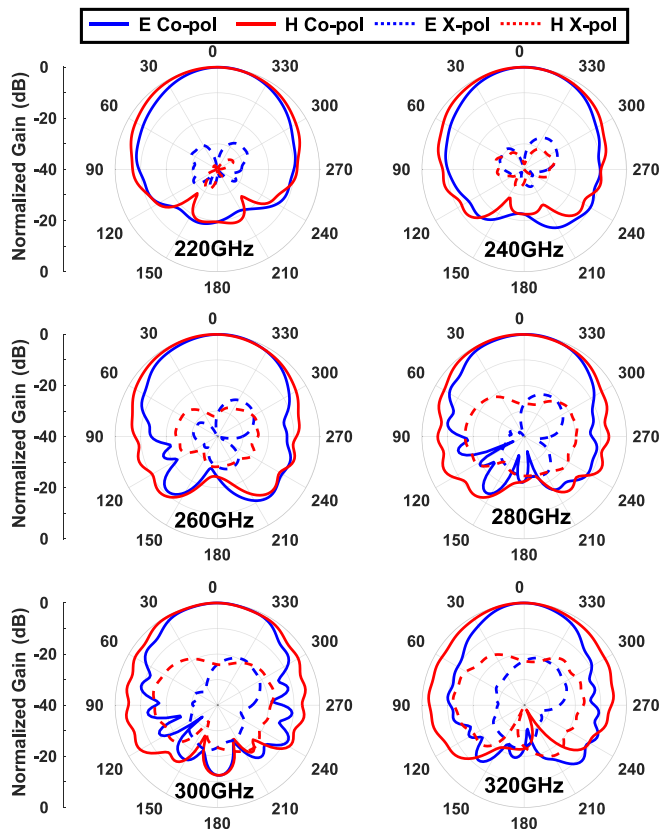 E Co-pol H Co-pol E X-pol H X-pol
0 0
0 30 330 30 330
60 300 60 300
-20
-40 90 270 90 270
-20
120 240 120 240
0 150 220GHz 210 150 240GHz 210
180 180
Normalized Gain (dB)
0 0
0 30 330 30 330
60 300 60 300
-20
-40 90 270 90 270
-20
120 240 120 240
0 150 260GHz 210 150 280GHz 210
180 180
Normalized Gain (dB)
0 0
0 30 330 30 330
60 300 60 300
-20
-40 90 270 90 270
-20
120 240 120 240
0 150 300GHz 210 150 320GHz 210
180 180
Normalized Gain (dB)